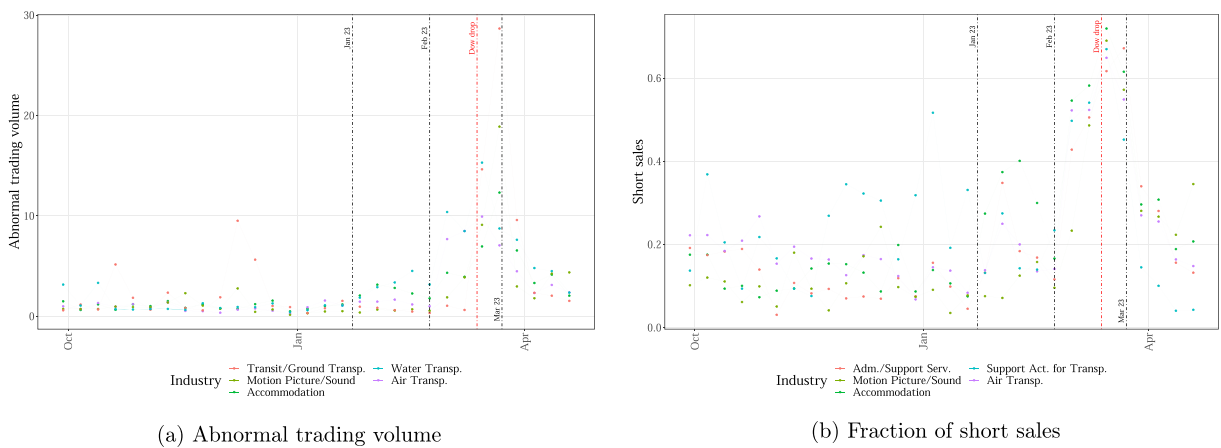 Abnormal trading volume
30
20
10
0
Jan 23
Feb 23
Dow drop
Mar 23
Oct
Jan
Apr
Industry
Transit/Ground Transp.
Water Transp.
Motion Picture/Sound
Air Transp.
Accommodation
(a) Abnormal trading volume
Short sales
0.6
0.4
0.2
0.0
Jan 23
Feb 23
Dow drop
Mar 23
Oct
Jan
Apr
Industry
Adm./Support Serv.
Support Act. for Transp.
Motion Picture/Sound
Air Transp.
Accommodation
(b) Fraction of short sales